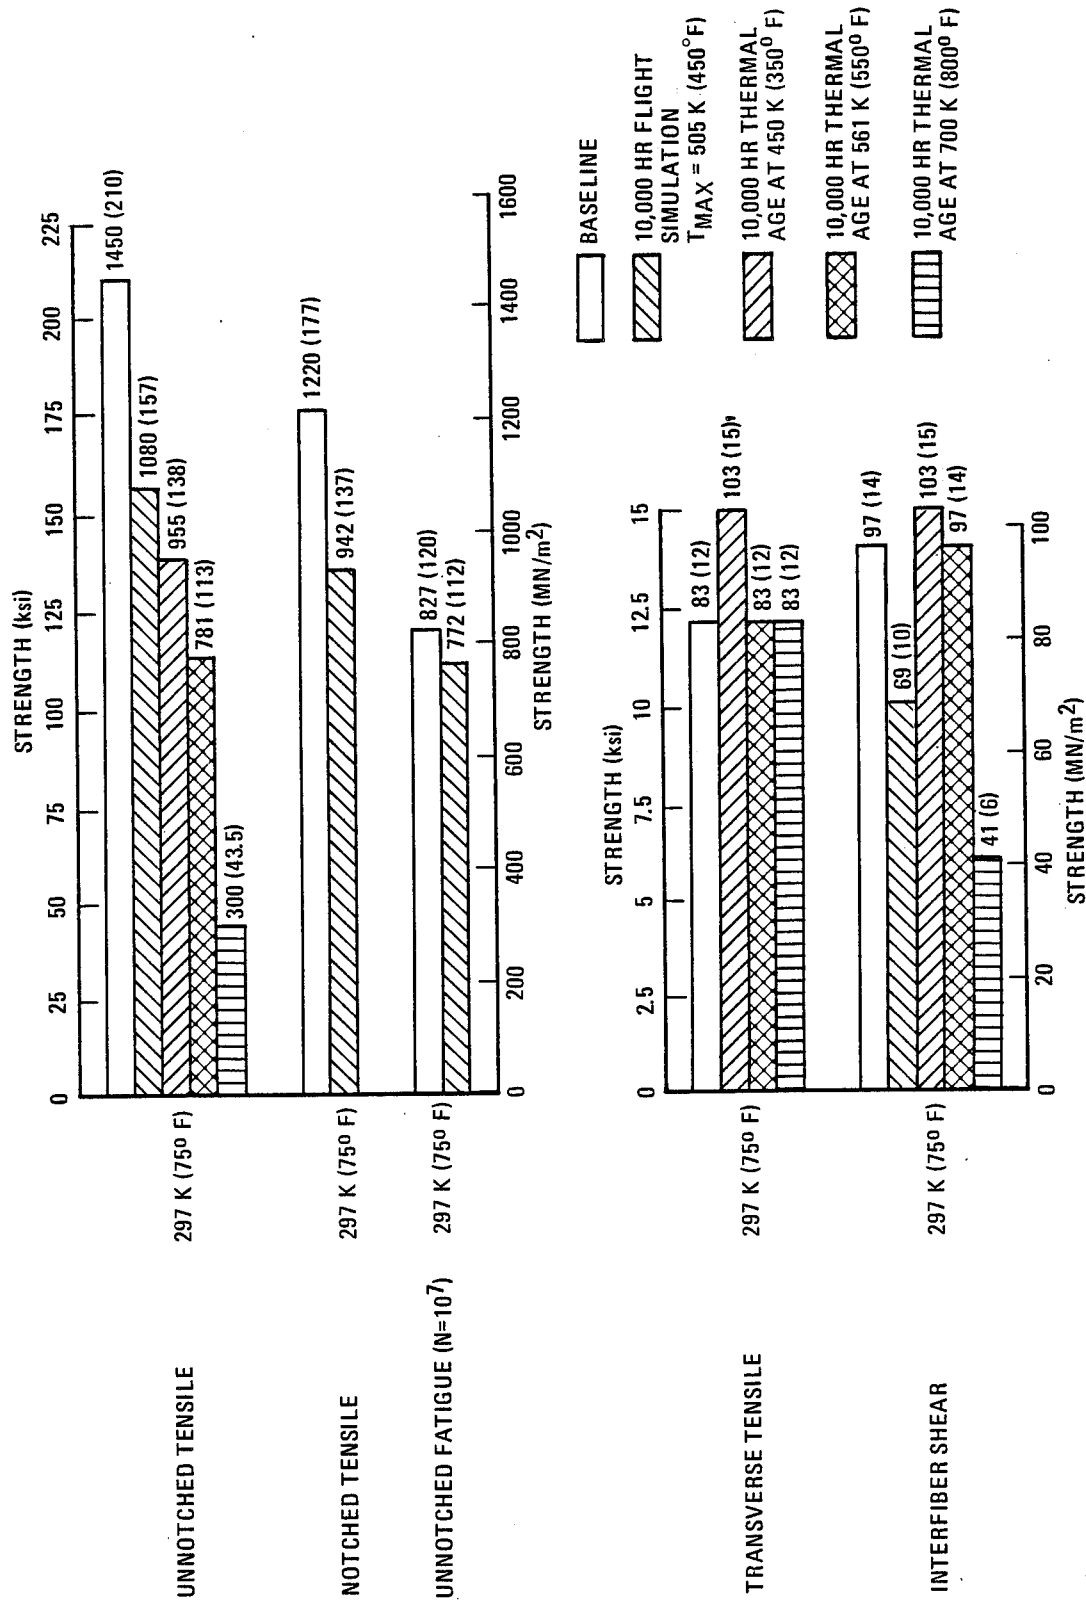 STRENGTH (ksi)
0 25 50 75 100 125 150 175 200 225
UNNOTCHED TENSILE
297 K (75° F)
1450 (210)
1080 (157)
955 (138)
781 (113)
300 (43.5)
NOTCHED TENSILE
297 K (75° F)
1220 (177)
942 (137)
UNNOTCHED FATIGUE (N=10⁷)
297 K (75° F)
827 (120)
772 (112)
0 200 400 600 800 1000 1200 1400 1600
STRENGTH (MN/m²)
STRENGTH (ksi)
0 2.5 5 7.5 10 12.5 15
TRANSVERSE TENSILE
297 K (75° F)
83 (12)
103 (15)
83 (12)
83 (12)
INTERFIBER SHEAR
297 K (75° F)
97 (14)
69 (10)
103 (15)
97 (14)
41 (6)
0 20 40 60 80 100
STRENGTH (MN/m²)
BASELINE
10,000 HR FLIGHT
SIMULATION
TMAX = 505 K (450°F)
10,000 HR THERMAL
AGE AT 450 K (350° F)
10,000 HR THERMAL
AGE AT 561 K (550° F)
10,000 HR THERMAL
AGE AT 700 K (800° F)